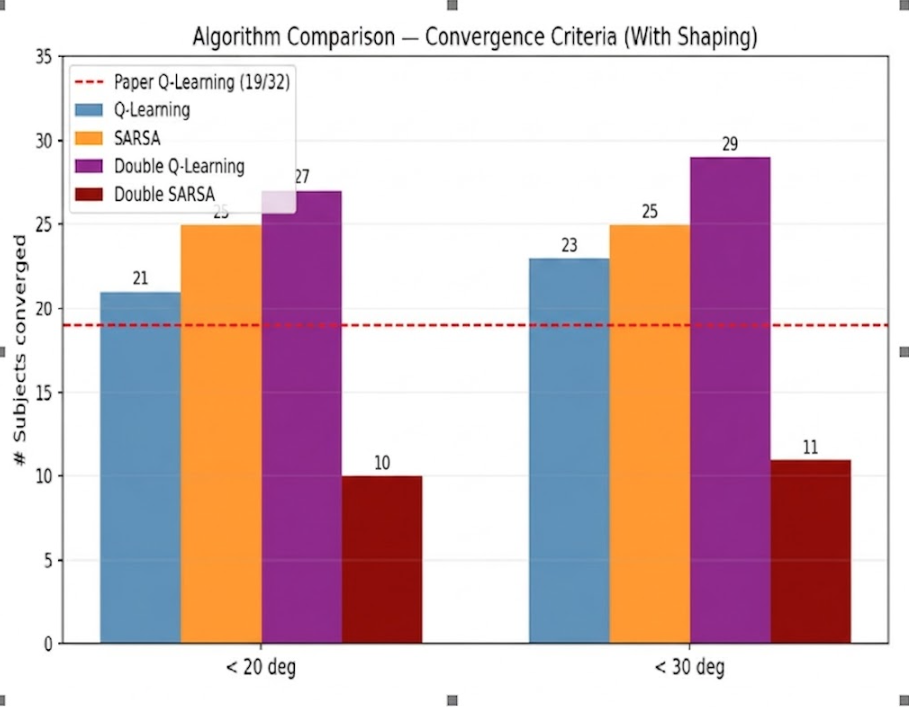 Algorithm Comparison — Convergence Criteria (With Shaping)
35
30
25
20
15
10
5
0
# Subjects converged
Paper Q-Learning (19/32)
Q-Learning
SARSA
Double Q-Learning
Double SARSA
21
25
27
10
23
25
29
11
< 20 deg
< 30 deg